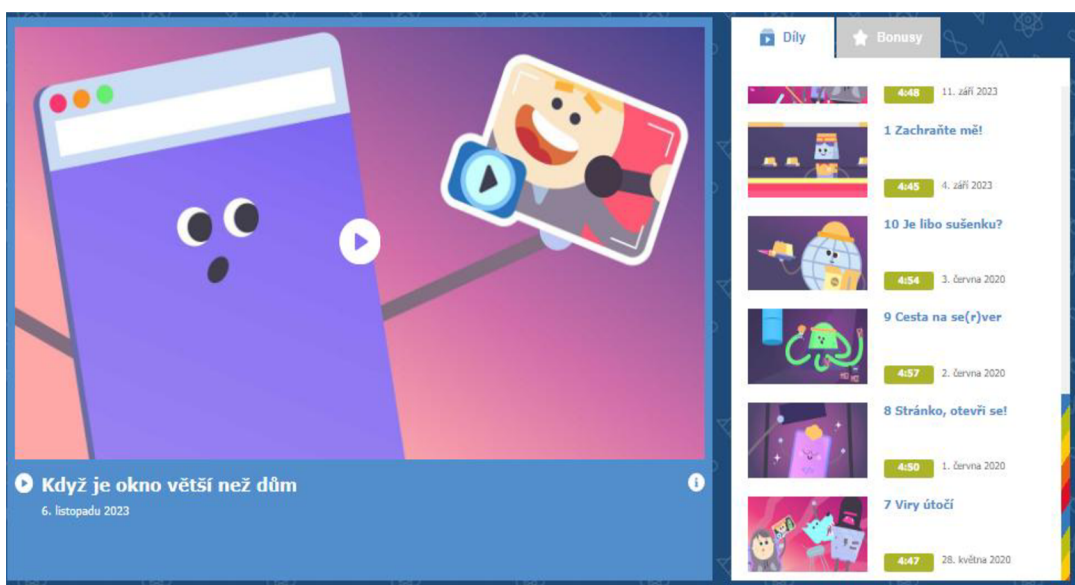 Když je okno větší než dům
6. listopadu 2023
Díly
Bonusy
4:48
11. září 2023
1 Zachraňte mě!
4:45
4. září 2023
10 Je libo sušenku?
4:54
3. června 2020
9 Cesta na se(r)ver
4:57
2. června 2020
8 Stránko, otevři se!
4:50
1. června 2020
7 Viry útočí
4:47
28. května 2020